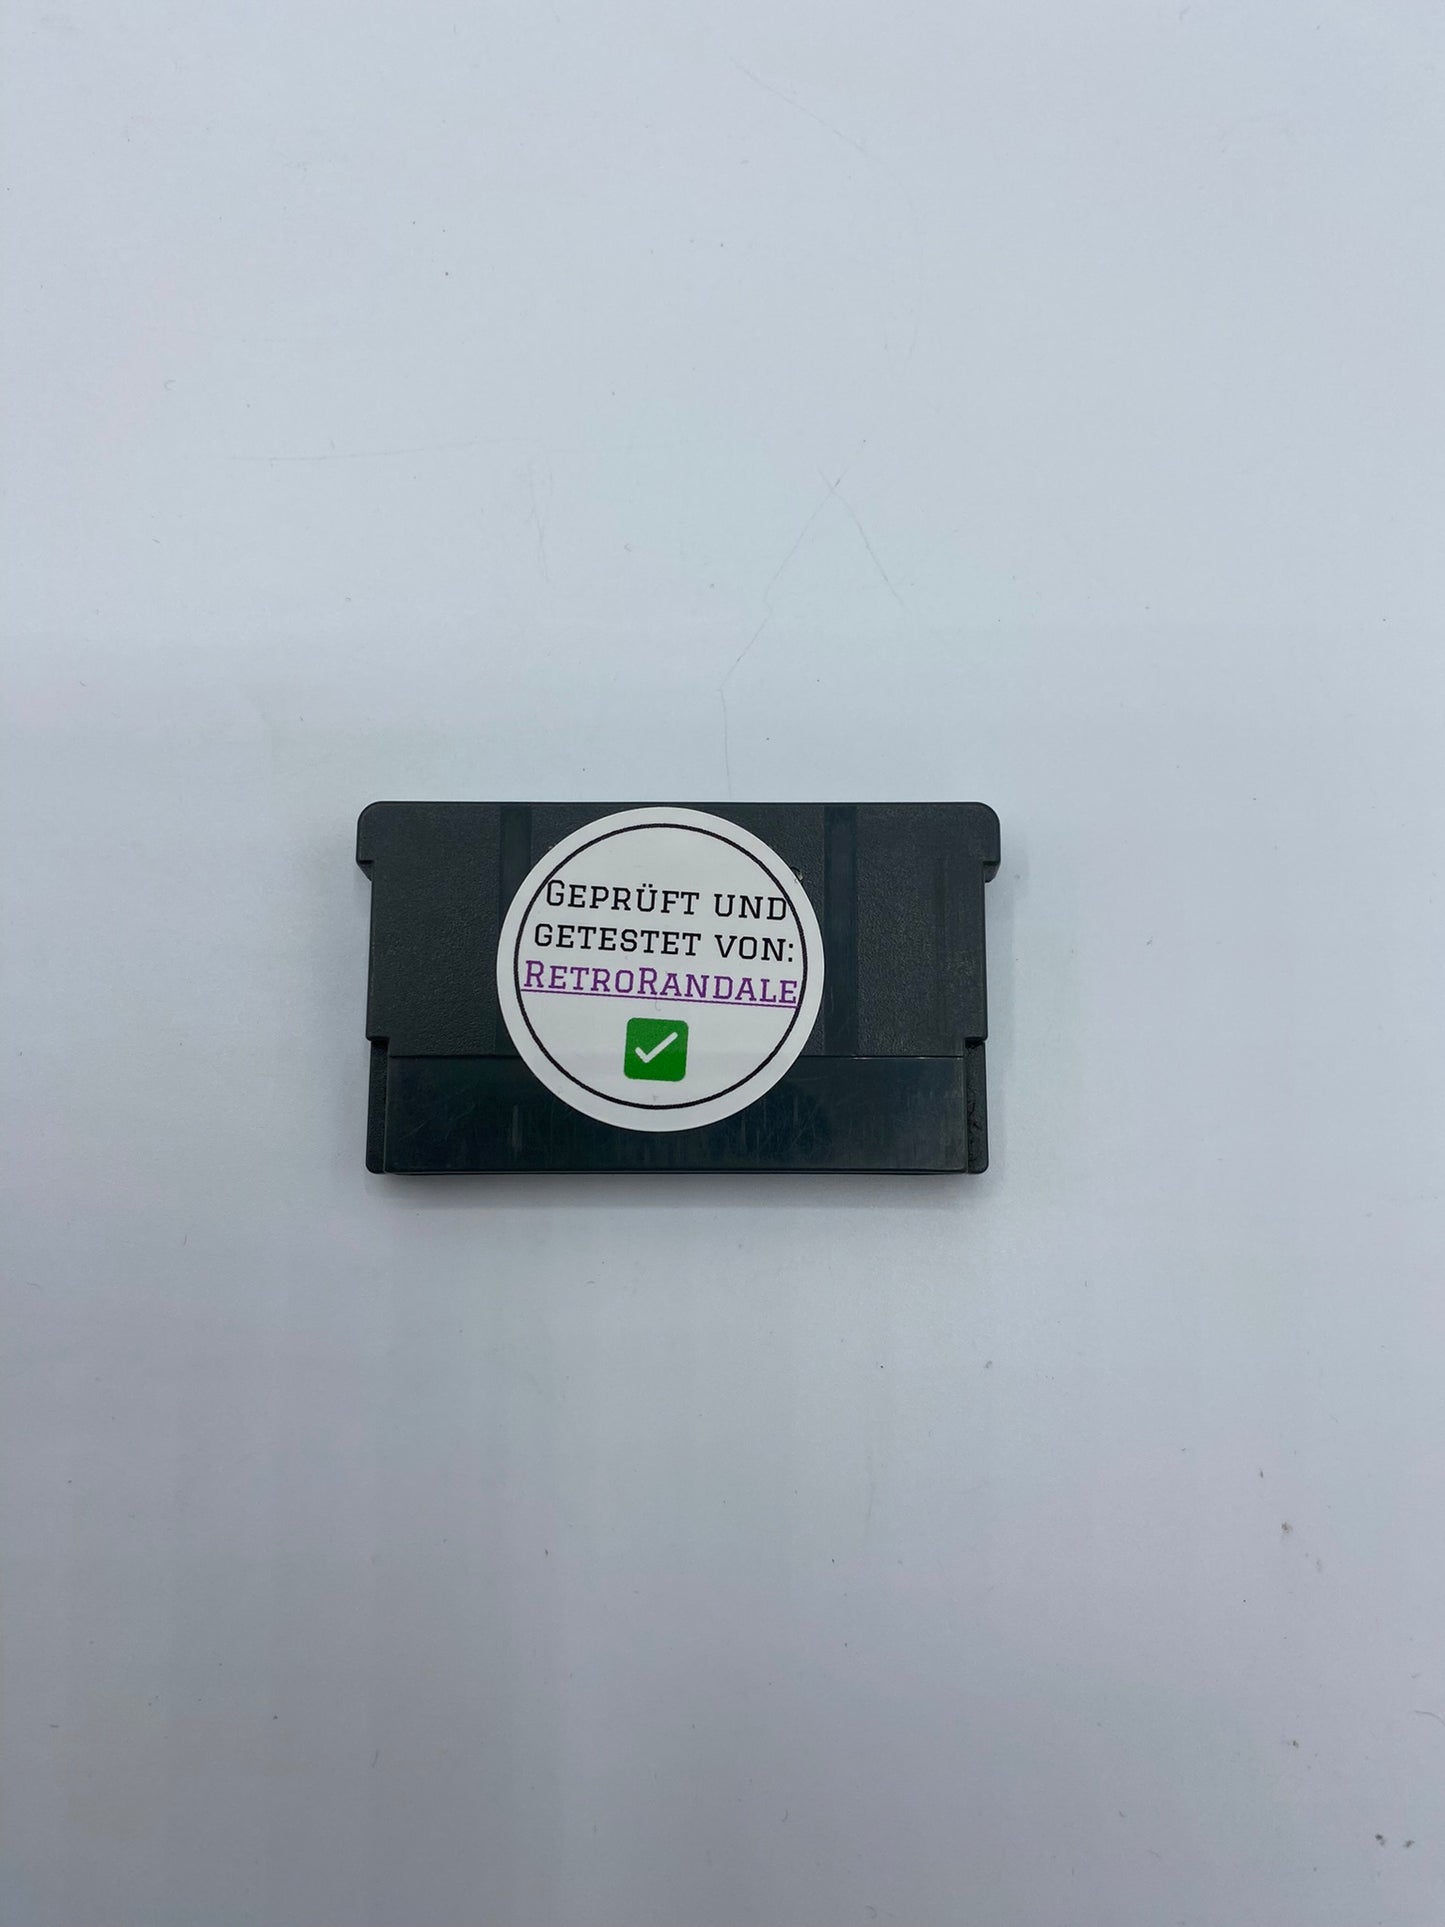 Geprüft und
getestet von:
RetroRandale